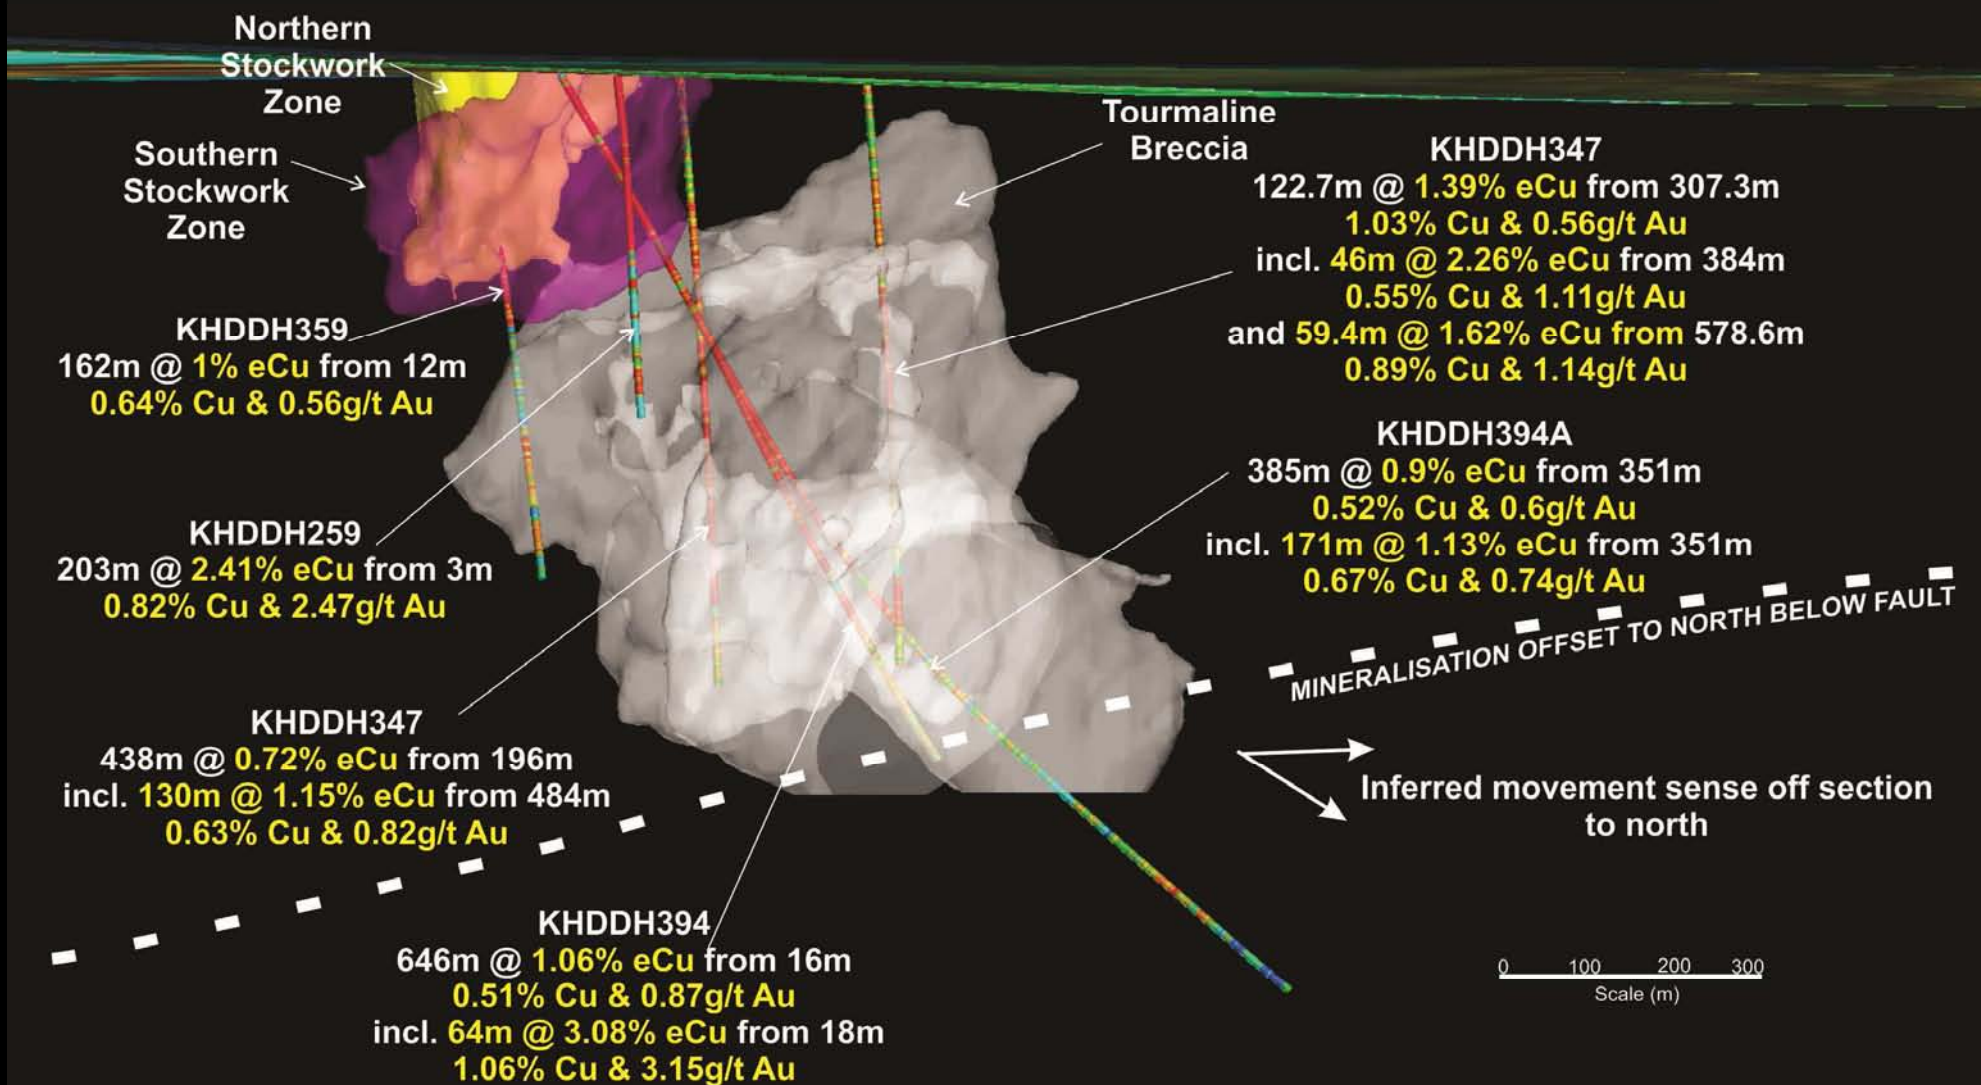 Northern
Stockwork
Zone
Southern
Stockwork
Zone
Tourmaline
Breccia
KHDDH347
122.7m @ 1.39% eCu from 307.3m
1.03% Cu & 0.56g/t Au
incl. 46m @ 2.26% eCu from 384m
0.55% Cu & 1.11g/t Au
and 59.4m @ 1.62% eCu from 578.6m
0.89% Cu & 1.14g/t Au
KHDDH359
162m @ 1% eCu from 12m
0.64% Cu & 0.56g/t Au
KHDDH394A
385m @ 0.9% eCu from 351m
0.52% Cu & 0.6g/t Au
incl. 171m @ 1.13% eCu from 351m
0.67% Cu & 0.74g/t Au
KHDDH259
203m @ 2.41% eCu from 3m
0.82% Cu & 2.47g/t Au
MINERALISATION OFFSET TO NORTH BELOW FAULT
KHDDH347
438m @ 0.72% eCu from 196m
incl. 130m @ 1.15% eCu from 484m
0.63% Cu & 0.82g/t Au
Inferred movement sense off section
to north
KHDDH394
646m @ 1.06% eCu from 16m
0.51% Cu & 0.87g/t Au
incl. 64m @ 3.08% eCu from 18m
1.06% Cu & 3.15g/t Au
0 100 200 300
Scale (m)